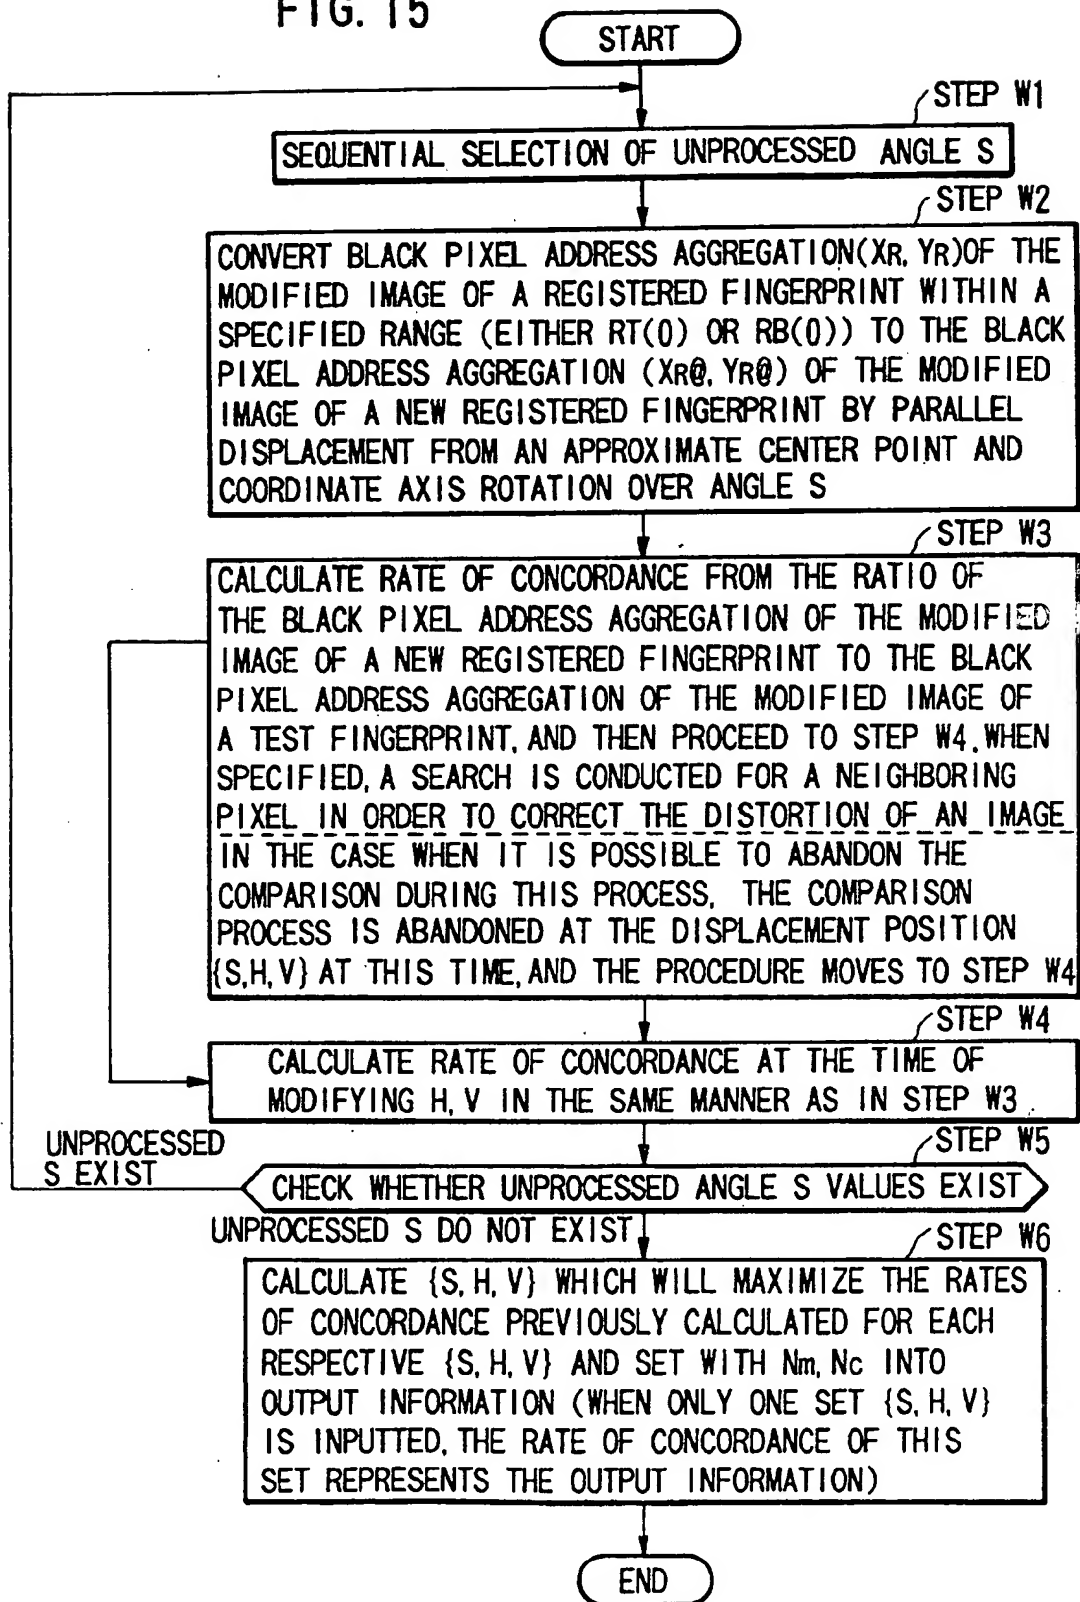 FIG. 15
START
STEP W1
SEQUENTIAL SELECTION OF UNPROCESSED ANGLE S
STEP W2
CONVERT BLACK PIXEL ADDRESS AGGREGATION(XR, YR)OF THE
MODIFIED IMAGE OF A REGISTERED FINGERPRINT WITHIN A
SPECIFIED RANGE (EITHER RT(0) OR RB(0)) TO THE BLACK
PIXEL ADDRESS AGGREGATION (XR@, YR@) OF THE MODIFIED
IMAGE OF A NEW REGISTERED FINGERPRINT BY PARALLEL
DISPLACEMENT FROM AN APPROXIMATE CENTER POINT AND
COORDINATE AXIS ROTATION OVER ANGLE S
STEP W3
CALCULATE RATE OF CONCORDANCE FROM THE RATIO OF
THE BLACK PIXEL ADDRESS AGGREGATION OF THE MODIFIED
IMAGE OF A NEW REGISTERED FINGERPRINT TO THE BLACK
PIXEL ADDRESS AGGREGATION OF THE MODIFIED IMAGE OF
A TEST FINGERPRINT, AND THEN PROCEED TO STEP W4. WHEN
SPECIFIED, A SEARCH IS CONDUCTED FOR A NEIGHBORING
PIXEL IN ORDER TO CORRECT THE DISTORTION OF AN IMAGE
IN THE CASE WHEN IT IS POSSIBLE TO ABANDON THE
COMPARISON DURING THIS PROCESS, THE COMPARISON
PROCESS IS ABANDONED AT THE DISPLACEMENT POSITION
{S,H,V} AT THIS TIME, AND THE PROCEDURE MOVES TO STEP W4
STEP W4
CALCULATE RATE OF CONCORDANCE AT THE TIME OF
MODIFYING H, V IN THE SAME MANNER AS IN STEP W3
UNPROCESSED
S EXIST
STEP W5
CHECK WHETHER UNPROCESSED ANGLE S VALUES EXIST
UNPROCESSED S DO NOT EXIST
STEP W6
CALCULATE {S, H, V} WHICH WILL MAXIMIZE THE RATES
OF CONCORDANCE PREVIOUSLY CALCULATED FOR EACH
RESPECTIVE {S, H, V} AND SET WITH Nm, Nc INTO
OUTPUT INFORMATION (WHEN ONLY ONE SET {S, H, V}
IS INPUTTED, THE RATE OF CONCORDANCE OF THIS
SET REPRESENTS THE OUTPUT INFORMATION)
END